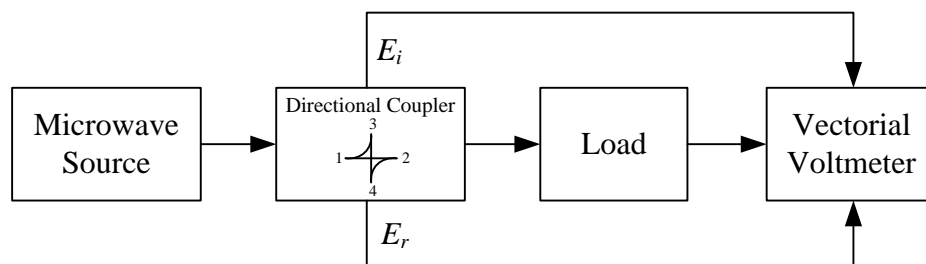 E_i
Microwave
Source
Directional Coupler
3
1
2
4
Load
Vectorial
Voltmeter
E_r